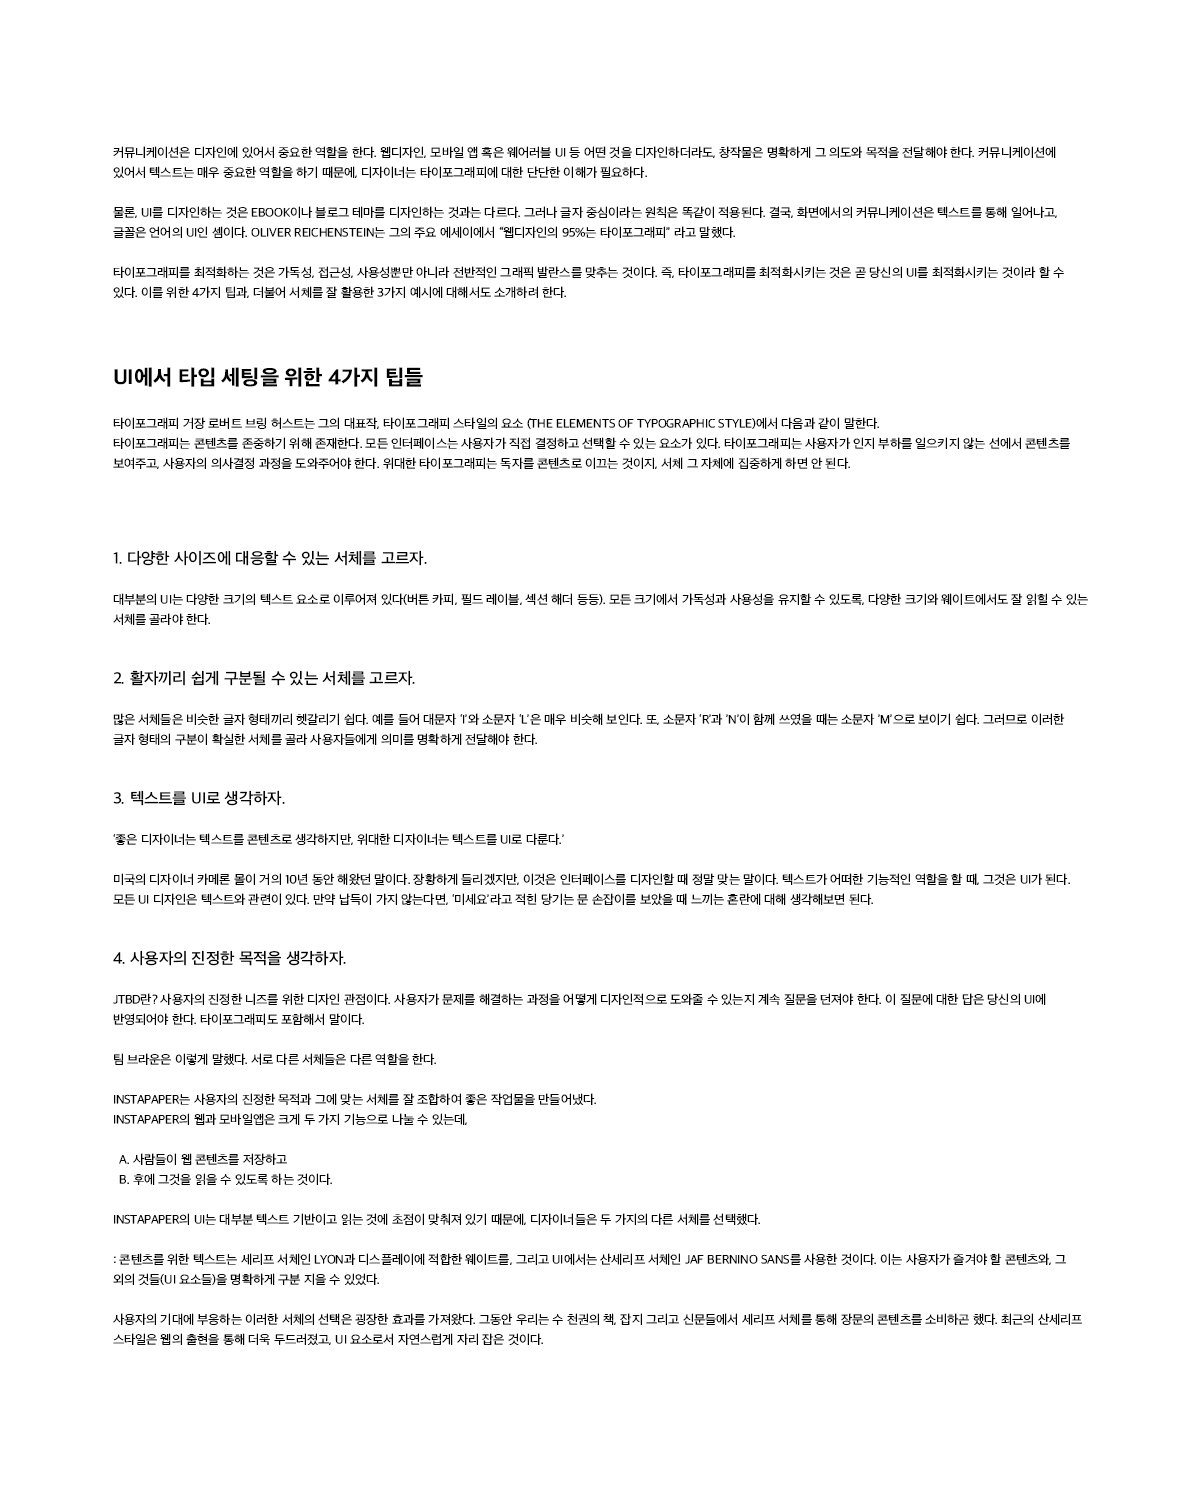 커뮤니케이션은 디자인에 있어서 중요한 역할을 한다. 웹디자인, 모바일 앱 혹은 웨어러블 UI 등 어떤 것을 디자인하더라도, 창작물은 명확하게 그 의도와 목적을 전달해야 한다. 커뮤니케이션에
있어서 텍스트는 매우 중요한 역할을 하기 때문에, 디자이너는 타이포그래피에 대한 단단한 이해가 필요하다.
물론, UI를 디자인하는 것은 EBOOK이나 블로그 테마를 디자인하는 것과는 다르다. 그러나 글자 중심이라는 원칙은 똑같이 적용된다. 결국, 화면에서의 커뮤니케이션은 텍스트를 통해 일어나고,
글꼴은 언어의 UI인 셈이다. OLIVER REICHENSTEIN는 그의 주요 에세이에서 "웹디자인의 95%는 타이포그래피" 라고 말했다.
타이포그래피를 최적화하는 것은 가독성, 접근성, 사용성뿐만 아니라 전반적인 그래픽 발란스를 맞추는 것이다. 즉, 타이포그래피를 최적화시키는 것은 곧 당신의 UI를 최적화시키는 것이라 할 수
있다. 이를 위한 4가지 팁과, 더불어 서체를 잘 활용한 3가지 예시에 대해서도 소개하려 한다.
UI에서 타입 세팅을 위한 4가지 팁들
타이포그래피 거장 로버트 브링 허스트는 그의 대표작, 타이포그래피 스타일의 요소 (THE ELEMENTS OF TYPOGRAPHIC STYLE)에서 다음과 같이 말한다.
타이포그래피는 콘텐츠를 존중하기 위해 존재한다. 모든 인터페이스는 사용자가 직접 결정하고 선택할 수 있는 요소가 있다. 타이포그래피는 사용자가 인지 부하를 일으키지 않는 선에서 콘텐츠를
보여주고, 사용자의 의사결정 과정을 도와주어야 한다. 위대한 타이포그래피는 독자를 콘텐츠로 이끄는 것이지, 서체 그 자체에 집중하게 하면 안 된다.
1. 다양한 사이즈에 대응할 수 있는 서체를 고르자.
대부분의 UI는 다양한 크기의 텍스트 요소로 이루어져 있다(버튼 카피, 필드 레이블, 섹션 해더 등등). 모든 크기에서 가독성과 사용성을 유지할 수 있도록, 다양한 크기와 웨이트에서도 잘 읽힐 수 있는
서체를 골라야 한다.
2. 활자끼리 쉽게 구분될 수 있는 서체를 고르자.
많은 서체들은 비슷한 글자 형태끼리 헷갈리기 쉽다. 예를 들어 대문자 'I'와 소문자 'L'은 매우 비슷해 보인다. 또, 소문자 'R'과 'N'이 함께 쓰였을 때는 소문자 'M'으로 보이기 쉽다. 그러므로 이러한
글자 형태의 구분이 확실한 서체를 골라 사용자들에게 의미를 명확하게 전달해야 한다.
3. 텍스트를 UI로 생각하자.
'좋은 디자이너는 텍스트를 콘텐츠로 생각하지만, 위대한 디자이너는 텍스트를 UI로 다룬다.'
미국의 디자이너 카메론 몰이 거의 10년 동안 해왔던 말이다. 장황하게 들리겠지만, 이것은 인터페이스를 디자인할 때 정말 맞는 말이다. 텍스트가 어떠한 기능적인 역할을 할 때, 그것은 UI가 된다.
모든 UI 디자인은 텍스트와 관련이 있다. 만약 납득이 가지 않는다면, '미세요'라고 적힌 당기는 문 손잡이를 보았을 때 느끼는 혼란에 대해 생각해보면 된다.
4. 사용자의 진정한 목적을 생각하자.
JTBD란? 사용자의 진정한 니즈를 위한 디자인 관점이다. 사용자가 문제를 해결하는 과정을 어떻게 디자인적으로 도와줄 수 있는지 계속 질문을 던져야 한다. 이 질문에 대한 답은 당신의 UI에
반영되어야 한다. 타이포그래피도 포함해서 말이다.
팀 브라운은 이렇게 말했다. 서로 다른 서체들은 다른 역할을 한다.
INSTAPAPER는 사용자의 진정한 목적과 그에 맞는 서체를 잘 조합하여 좋은 작업물을 만들어냈다.
INSTAPAPER의 웹과 모바일앱은 크게 두 가지 기능으로 나눌 수 있는데,
A. 사람들이 웹 콘텐츠를 저장하고
B. 후에 그것을 읽을 수 있도록 하는 것이다.
INSTAPAPER의 UI는 대부분 텍스트 기반이고 읽는 것에 초점이 맞춰져 있기 때문에, 디자이너들은 두 가지의 다른 서체를 선택했다.
: 콘텐츠를 위한 텍스트는 세리프 서체인 LYON과 디스플레이에 적합한 웨이트를, 그리고 UI에서는 산세리프 서체인 JAF BERNINO SANS를 사용한 것이다. 이는 사용자가 즐겨야 할 콘텐츠와, 그
외의 것들(UI 요소들)을 명확하게 구분 지을 수 있었다.
사용자의 기대에 부응하는 이러한 서체의 선택은 굉장한 효과를 가져왔다. 그동안 우리는 수 천권의 책, 잡지 그리고 신문들에서 세리프 서체를 통해 장문의 콘텐츠를 소비하곤 했다. 최근의 산세리프
스타일은 웹의 출현을 통해 더욱 두드러졌고, UI 요소로서 자연스럽게 자리 잡은 것이다.